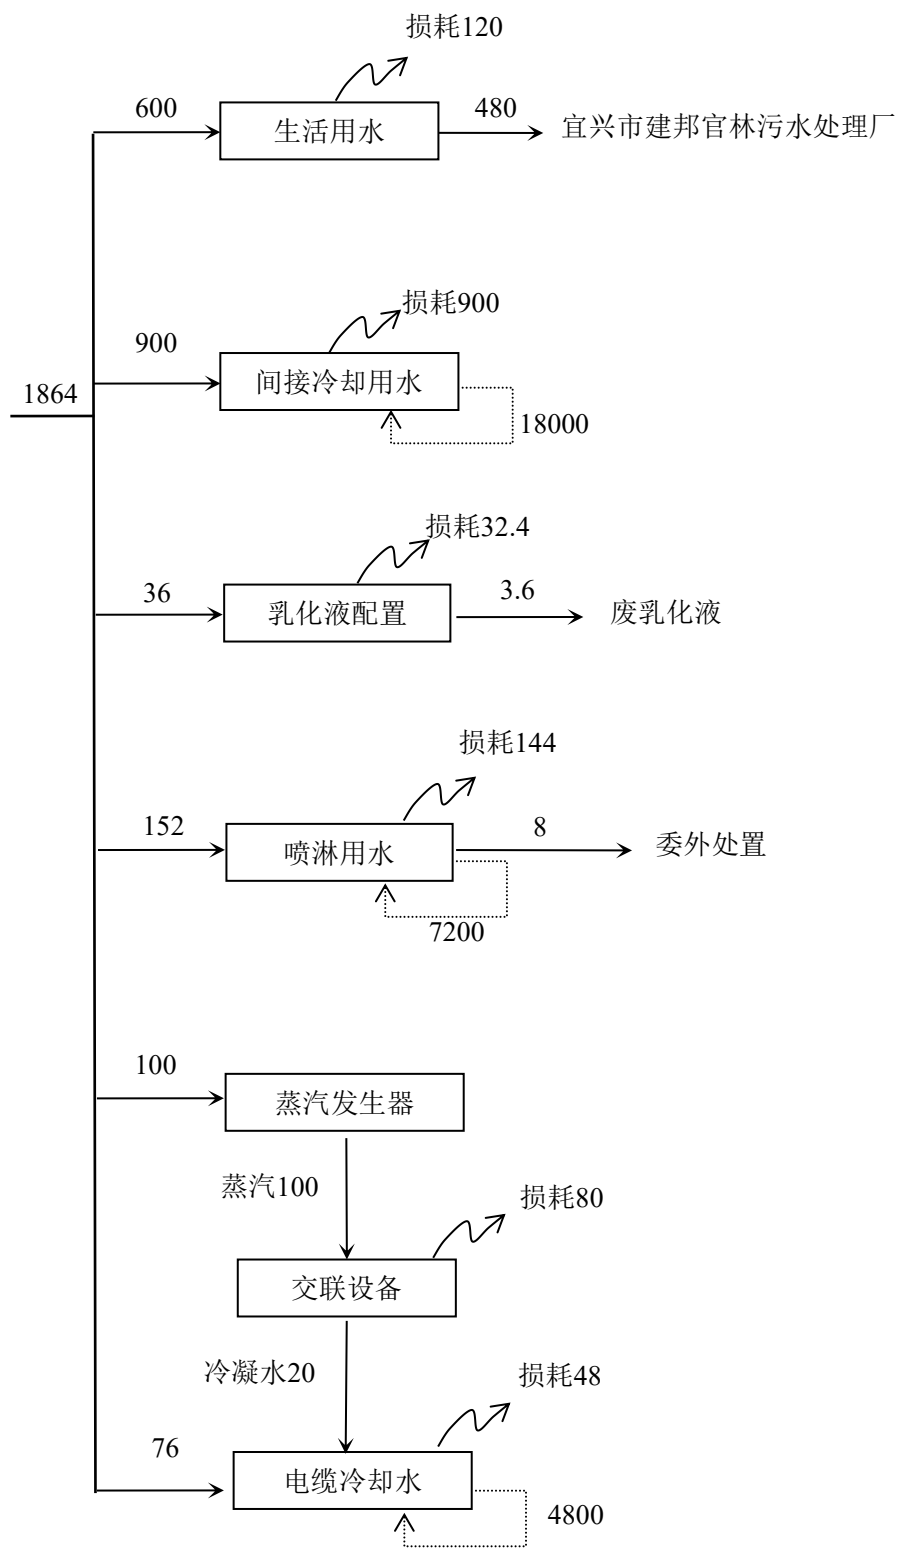 损耗120
600
生活用水
480
宜兴市建邦官林污水处理厂
损耗900
900
间接冷却用水
1864
18000
损耗32.4
36
乳化液配置
3.6
废乳化液
损耗144
152
喷淋用水
8
委外处置
7200
100
蒸汽发生器
蒸汽100
损耗80
交联设备
冷凝水20
损耗48
76
电缆冷却水
4800